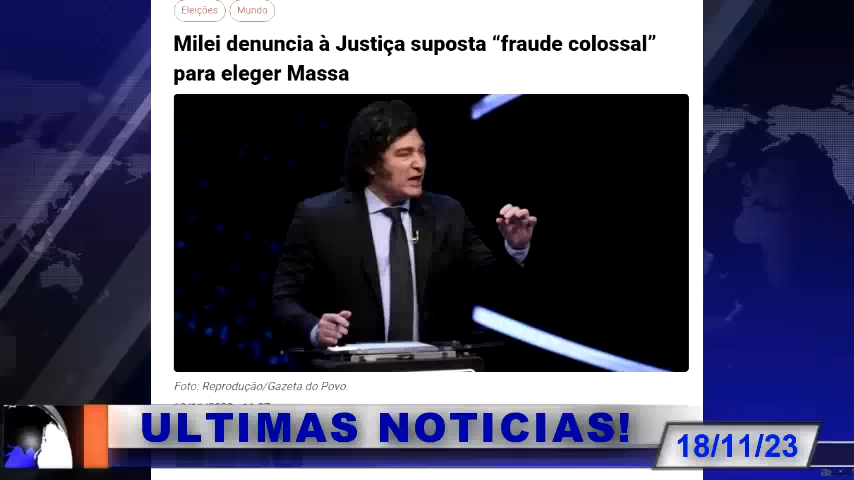 Eleições Mundo
Milei denuncia à Justiça suposta “fraude colossal”
para eleger Massa
Foto: Reprodução/Gazeta do Povo.
ULTIMAS NOTICIAS!
18/11/23